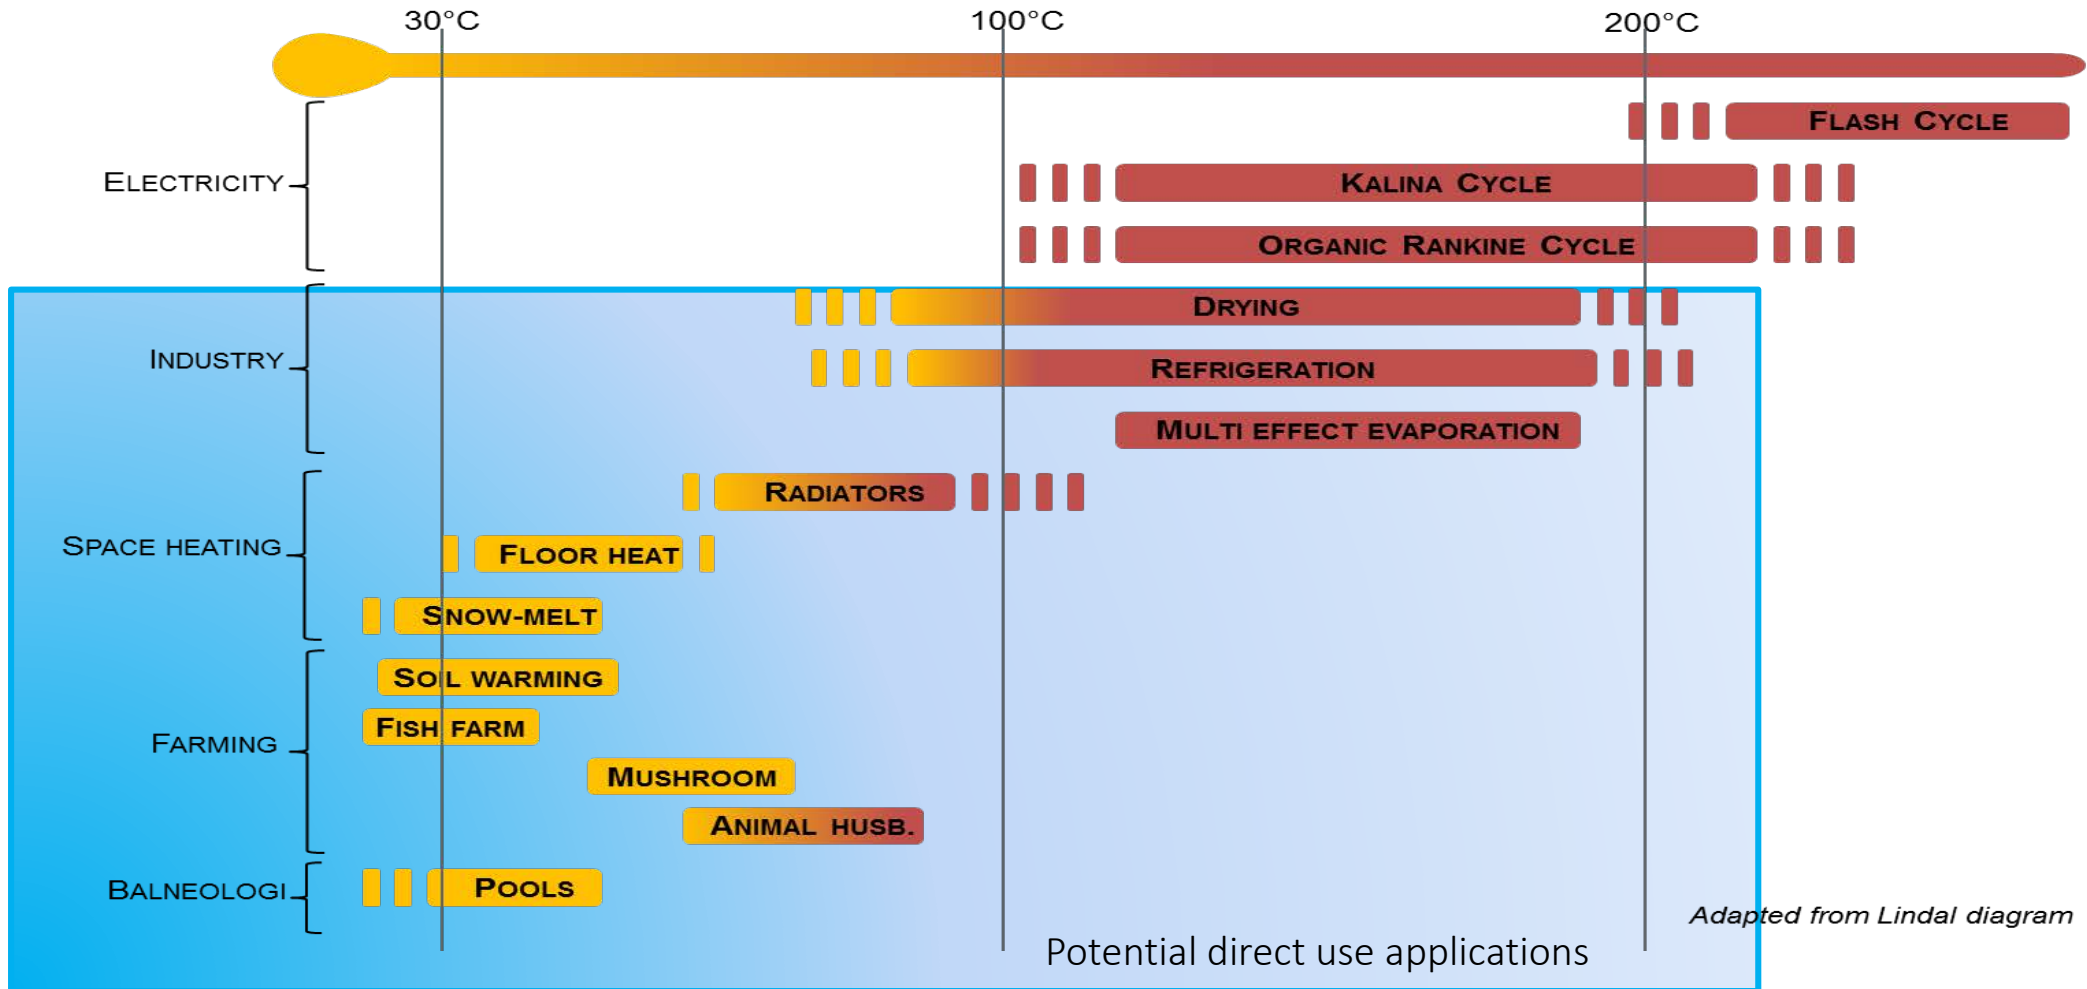 30°C 100°C 200°C
FLASH CYCLE
ELECTRICITY
KALINA CYCLE
ORGANIC RANKINE CYCLE
DRYING
INDUSTRY
REFRIGERATION
MULTI EFFECT EVAPORATION
RADIATORS
SPACE HEATING
FLOOR HEAT
SNOW-MELT
SOIL WARMING
FISH FARM
FARMING
MUSHROOM
ANIMAL HUSB.
BALNEOLOGI
POOLS
Adapted from Lindal diagram
Potential direct use applications